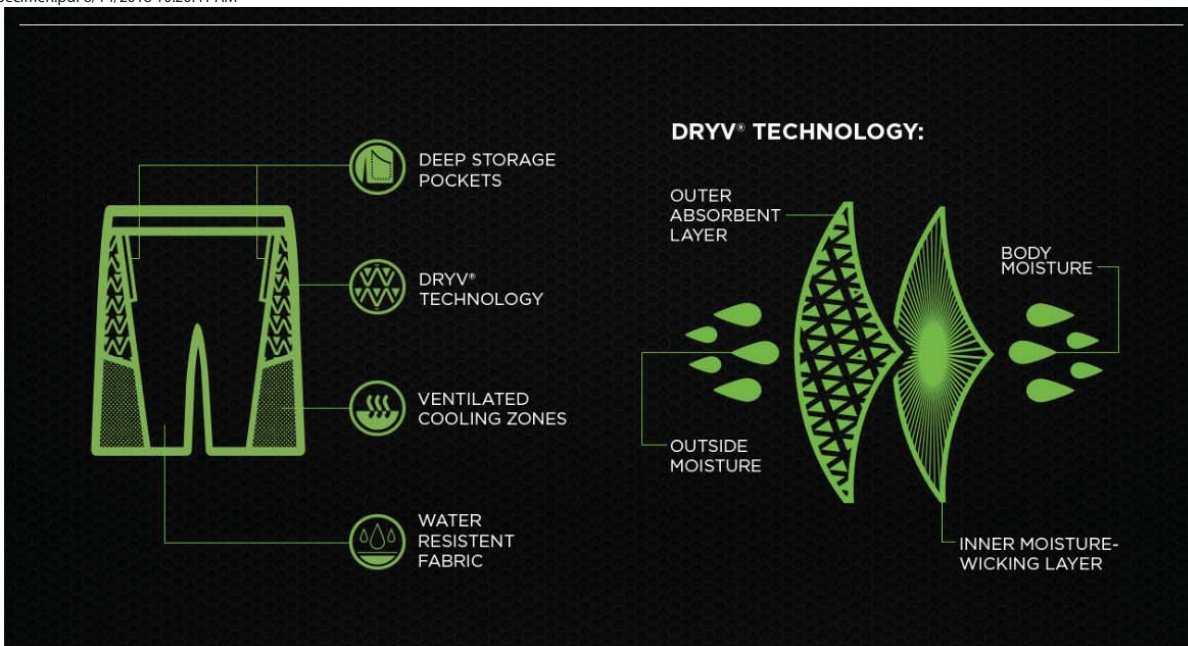 DEEP STORAGE
POCKETS
DRYV®
TECHNOLOGY
VENTILATED
COOLING ZONES
WATER
RESISTENT
FABRIC
DRYV® TECHNOLOGY:
OUTER
ABSORBENT
LAYER
BODY
MOISTURE
OUTSIDE
MOISTURE
INNER MOISTURE-
WICKING LAYER